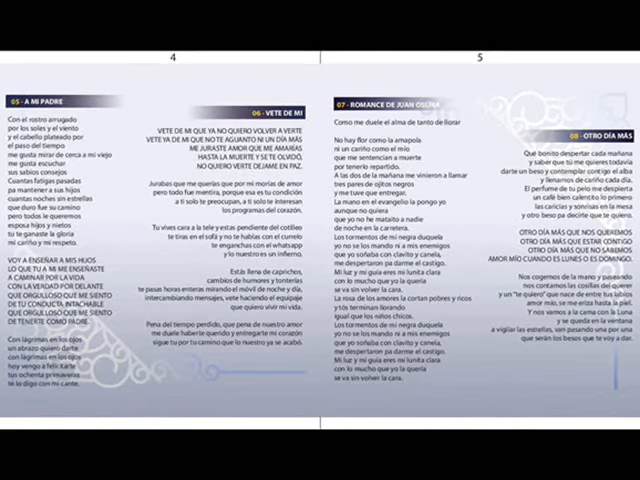 4
5
05 - A MI PADRE
Con el rostro arrugado
por los soles y el viento
y el cabello plateado por
el paso del tiempo
me gusta mirar de cerca a mi viejo
me gusta escuchar
sus sabios consejos
Cuantas fatigas pasadas
pa mantener a sus hijos
cuantas noches sin estrellas
que duro fue su camino
pero todos le queremos
esposa hijos y nietos
tu te ganaste la gloria
mi cariño y mi respeto.
VOY A ENSEÑAR A MIS HIJOS
LO QUE TU A MI ME ENSEÑASTE
A CAMINAR POR LA VIDA
CON LA VERDAD POR DELANTE
QUE ORGULLOSO QUE ME SIENTO
DE TU CONDUCTA INTACHABLE
QUE ORGULLOSO QUE ME SIENTO
DE TENERTE COMO PADRE.
Con lágrimas en los ojos
un abrazo quiero darte
con lágrimas en los ojos
hoy vengo a felicitarte
tus ochenta primaveras
te lo digo con mi cante.
06 - VETE DE MI
VETE DE MI QUE YA NO QUIERO VOLVER A VERTE
VETE YA DE MI QUE NO TE AGUANTO NI UN DÍA MÁS
ME JURASTE AMOR QUE ME AMARÍAS
HASTA LA MUERTE Y SE TE OLVIDÓ,
NO QUIERO VERTE DEJAME EN PAZ.
Jurabas que me querías que por mi morías de amor
pero todo fue mentira, porque esa es tu condición
a ti solo te preocupan, a ti solo te interesan
los programas del corazón.
Tu vives cara a la tele y estas pendiente del cotilleo
te tiras en el sofá y no te hablas con el currelo
te enganchas con el whatsapp
y lo nuestro es un infierno.
Estás llena de caprichos,
cambios de humores y tonterías
te pasas horas enteras mirando el móvil de noche y día,
intercambiando mensajes, vete haciendo el equipaje
que quiero vivir mi vida.
Pena del tiempo perdido, que pena de nuestro amor
me duele haberte querido y entregarte mi corazón
sigue tu por tu camino que lo nuestro ya se acabó.
07 - ROMANCE DE JUAN OSUNA
Como me duele el alma de tanto de llorar
No hay flor como la amapola
ni un cariño como el mío
que me sentencian a muerte
por tenerlo repartido.
A las dos de la mañana me vinieron a llamar
tres pares de ojitos negros
y me tuve que entregar.
La mano en el evangelio la pongo yo
aunque no quiera
que yo no he matado a nadie
de noche en la carretera.
Los tormentos de mi negra duquela
yo no se los mando ni a mis enemigos
que yo soñaba con clavito y canela,
me despertaron pa darme el castigo.
Mi luz y mi guía eres mi lunita clara
con lo mucho que yo la quería
se va sin volver la cara.
La rosa de los amores la cortan pobres y ricos
y tós terminan llorando
igual que los niños chicos.
Los tormentos de mi negra duquela
yo no se los mando ni a mis enemigos
que yo soñaba con clavito y canela,
me despertaron pa darme el castigo.
Mi luz y mi guía eres mi lunita clara
con lo mucho que yo la quería
se va sin volver la cara.
08 - OTRO DÍA MÁS
Qué bonito despertar cada mañana
y saber que tú me quieres todavía
darte un beso y contemplar contigo el alba
y llenarnos de cariño cada día.
El perfume de tu pelo me despierta
un café bien calentito lo primero
las caricias y sonrisas en la mesa
y otro beso pa decirte que te quiero.
OTRO DÍA MÁS QUE NOS QUEREMOS
OTRO DÍA MÁS QUE ESTAR CONTIGO
OTRO DÍA MÁS QUE NO SABEMOS
AMOR MÍO CUANDO ES LUNES O ES DOMINGO.
Nos cogemos de la mano y paseando
nos contamos las cosillas del querer
y un "te quiero" que nace de entre tus labios
amor mío, se me eriza hasta la piel.
Y nos vamos a la cama con la Luna
y se queda en la ventana
a vigilar las estrellas, ven pasando una por una
que serán los besos que te voy a dar.